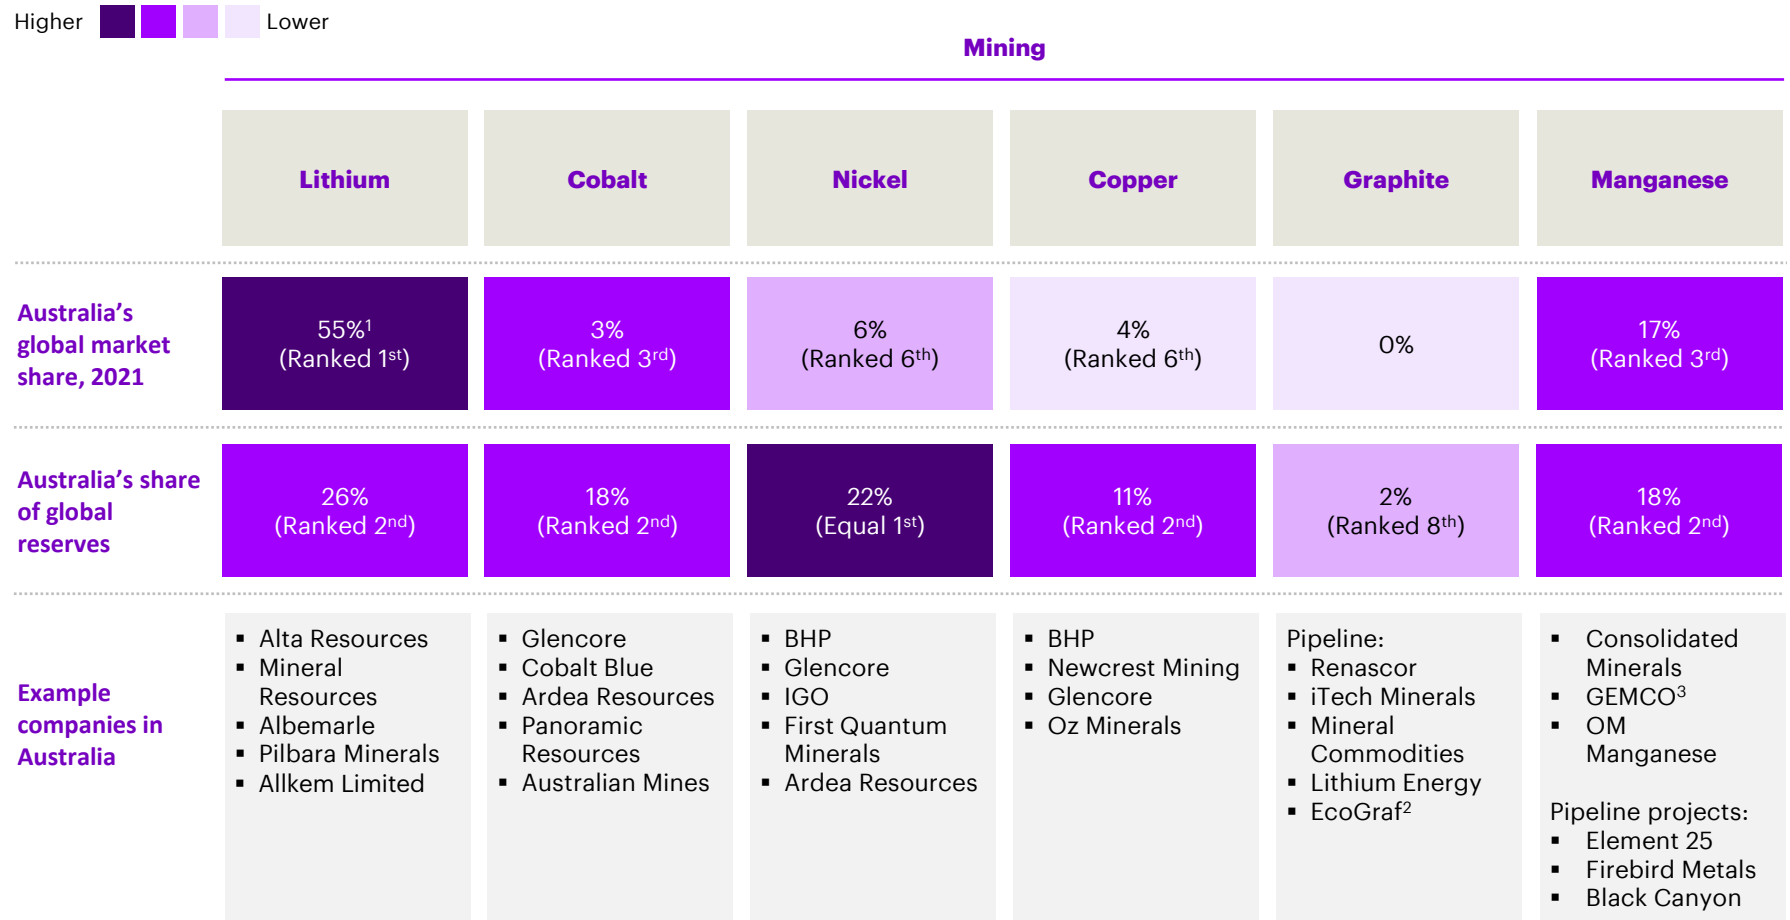 Higher Lower
Mining
Lithium Cobalt Nickel Copper Graphite Manganese
Australia’s
global market
share, 2021
55%¹
(Ranked 1ˢᵗ)
3%
(Ranked 3ʳᵈ)
6%
(Ranked 6ᵗʰ)
4%
(Ranked 6ᵗʰ)
0%
17%
(Ranked 3ʳᵈ)
Australia’s share
of global
reserves
26%
(Ranked 2ⁿᵈ)
18%
(Ranked 2ⁿᵈ)
22%
(Equal 1ˢᵗ)
11%
(Ranked 2ⁿᵈ)
2%
(Ranked 8ᵗʰ)
18%
(Ranked 2ⁿᵈ)
Example
companies in
Australia
▪ Alta Resources
▪ Mineral
Resources
▪ Albemarle
▪ Pilbara Minerals
▪ Allkem Limited
▪ Glencore
▪ Cobalt Blue
▪ Ardea Resources
▪ Panoramic
Resources
▪ Australian Mines
▪ BHP
▪ Glencore
▪ IGO
▪ First Quantum
Minerals
▪ Ardea Resources
▪ BHP
▪ Newcrest Mining
▪ Glencore
▪ Oz Minerals
Pipeline:
▪ Renascor
▪ iTech Minerals
▪ Mineral
Commodities
▪ Lithium Energy
▪ EcoGraf²
▪ Consolidated
Minerals
▪ GEMCO³
▪ OM
Manganese
Pipeline projects:
▪ Element 25
▪ Firebird Metals
▪ Black Canyon